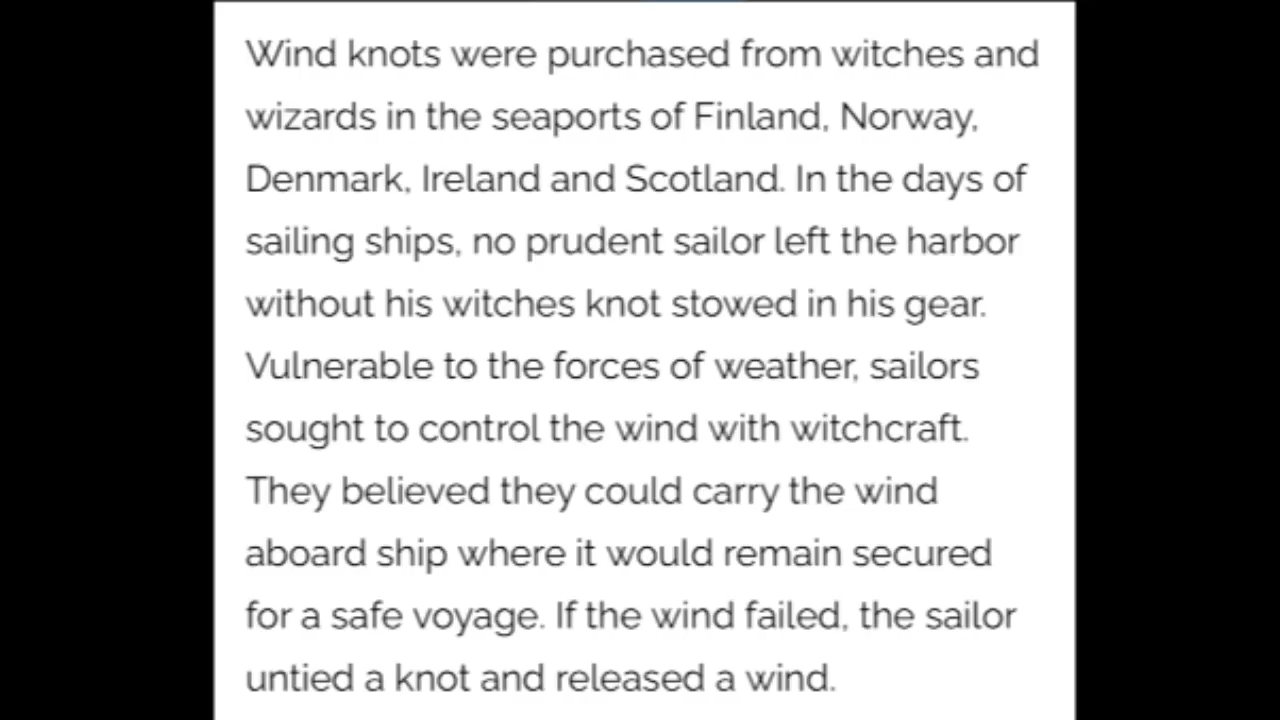 Wind knots were purchased from witches and
wizards in the seaports of Finland, Norway,
Denmark, Ireland and Scotland. In the days of
sailing ships, no prudent sailor left the harbor
without his witches knot stowed in his gear.
Vulnerable to the forces of weather, sailors
sought to control the wind with witchcraft.
They believed they could carry the wind
aboard ship where it would remain secured
for a safe voyage. If the wind failed, the sailor
untied a knot and released a wind.